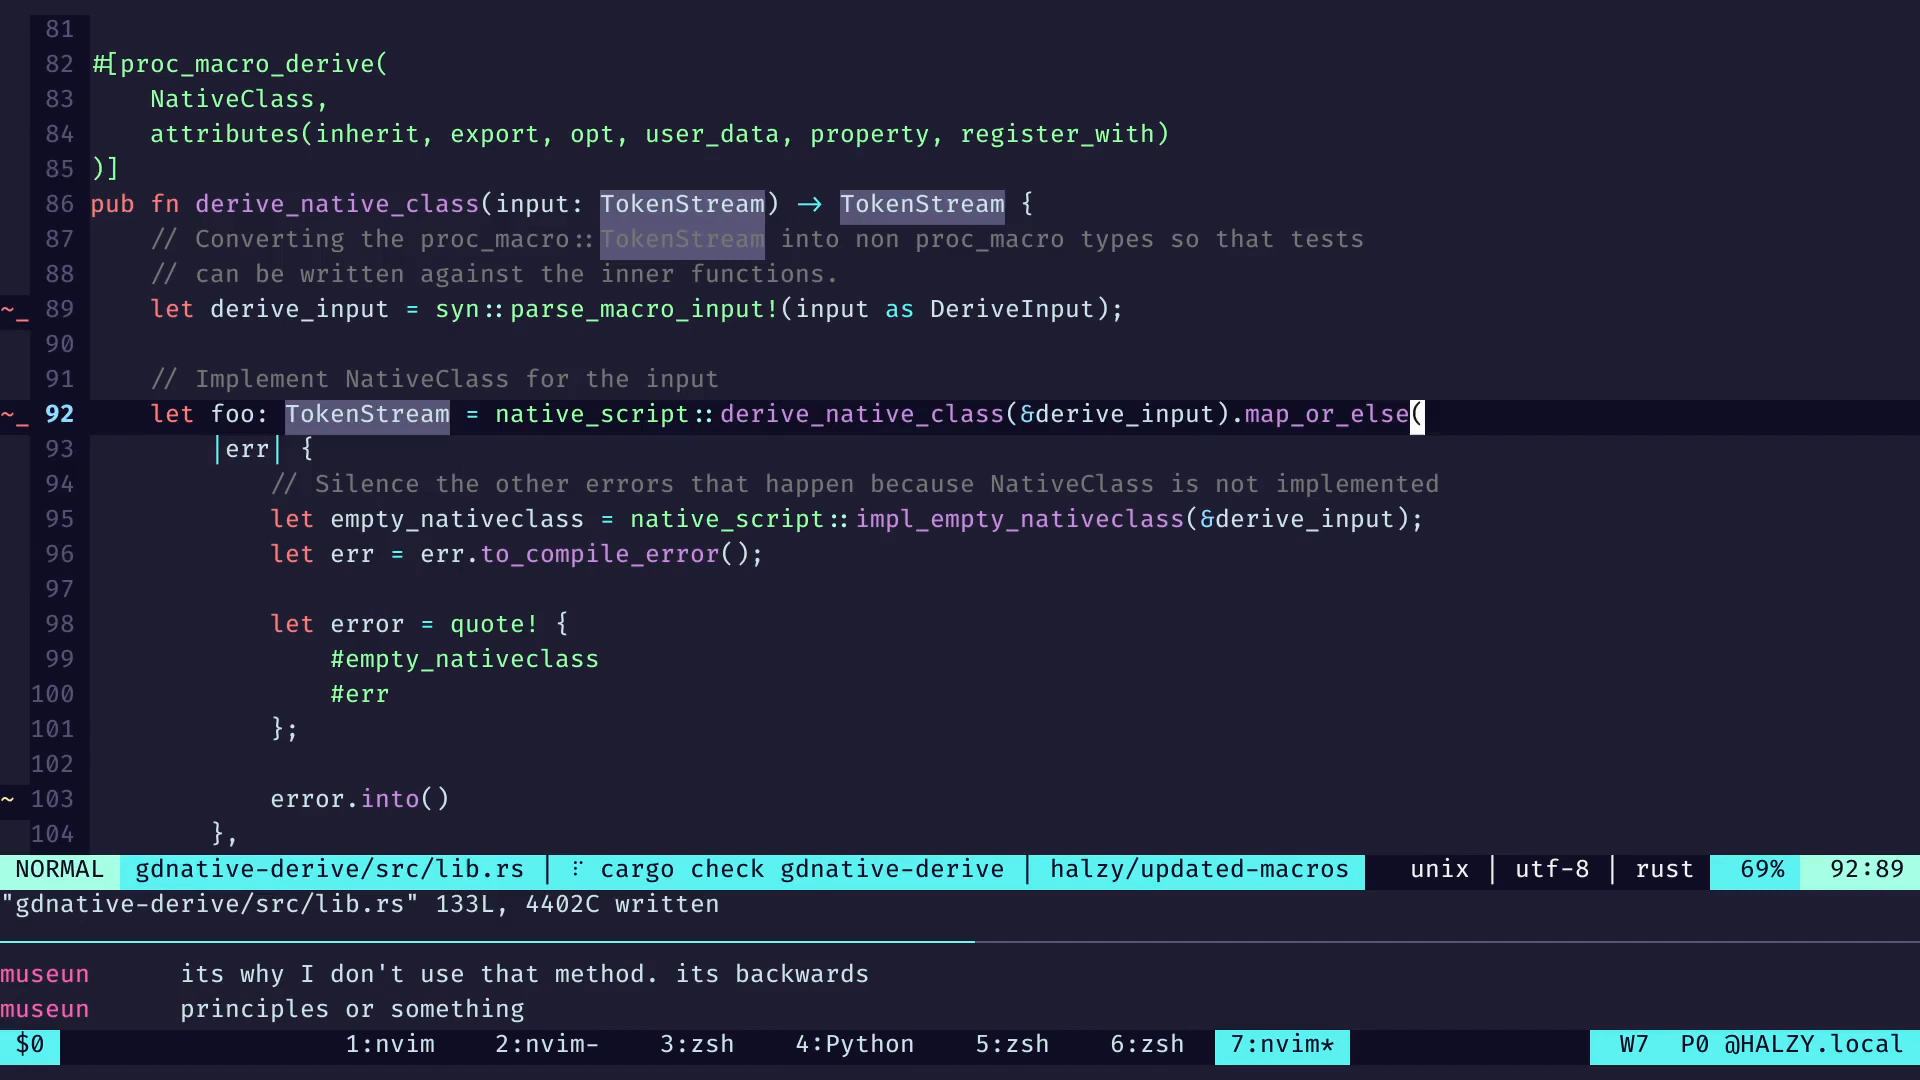 81
82 #[proc_macro_derive(
83     NativeClass,
84     attributes(inherit, export, opt, user_data, property, register_with)
85 )]
86 pub fn derive_native_class(input: TokenStream) -> TokenStream {
87     // Converting the proc_macro::TokenStream into non proc_macro types so that tests
88     // can be written against the inner functions.
~_ 89     let derive_input = syn::parse_macro_input!(input as DeriveInput);
90
91     // Implement NativeClass for the input
~_ 92     let foo: TokenStream = native_script::derive_native_class(&derive_input).map_or_else(
93         |err| {
94             // Silence the other errors that happen because NativeClass is not implemented
95             let empty_nativeclass = native_script::impl_empty_nativeclass(&derive_input);
96             let err = err.to_compile_error();
97
98             let error = quote! {
99                 #empty_nativeclass
100                 #err
101             };
102
~ 103             error.into()
104         },
NORMAL gdnative-derive/src/lib.rs | ⠏ cargo check gdnative-derive | halzy/updated-macros unix | utf-8 | rust 69% 92:89
"gdnative-derive/src/lib.rs" 133L, 4402C written
museun      its why I don't use that method. its backwards
museun      principles or something
$0 1:nvim 2:nvim- 3:zsh 4:Python 5:zsh 6:zsh 7:nvim* W7 P0 @HALZY.local